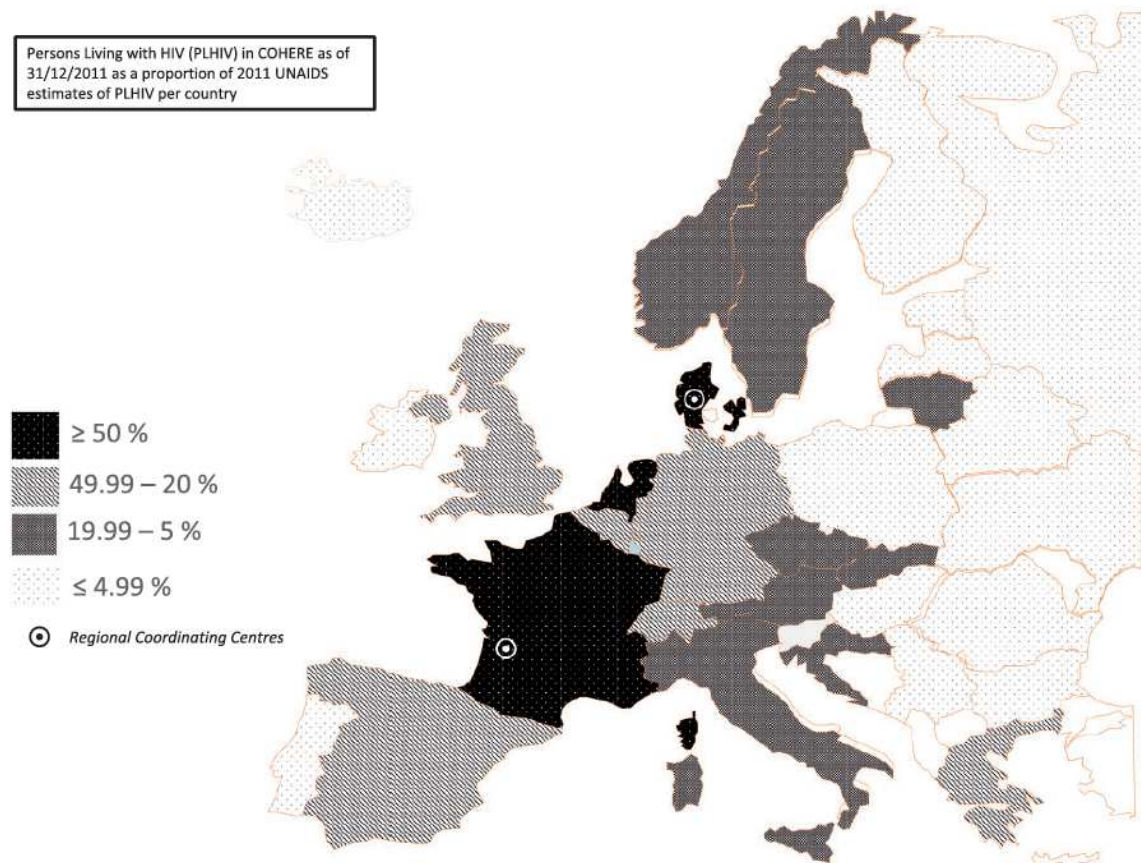 Persons Living with HIV (PLHIV) in COHERE as of
31/12/2011 as a proportion of 2011 UNAIDS
estimates of PLHIV per country
≥ 50 %
49.99 – 20 %
19.99 – 5 %
≤ 4.99 %
Regional Coordinating Centres